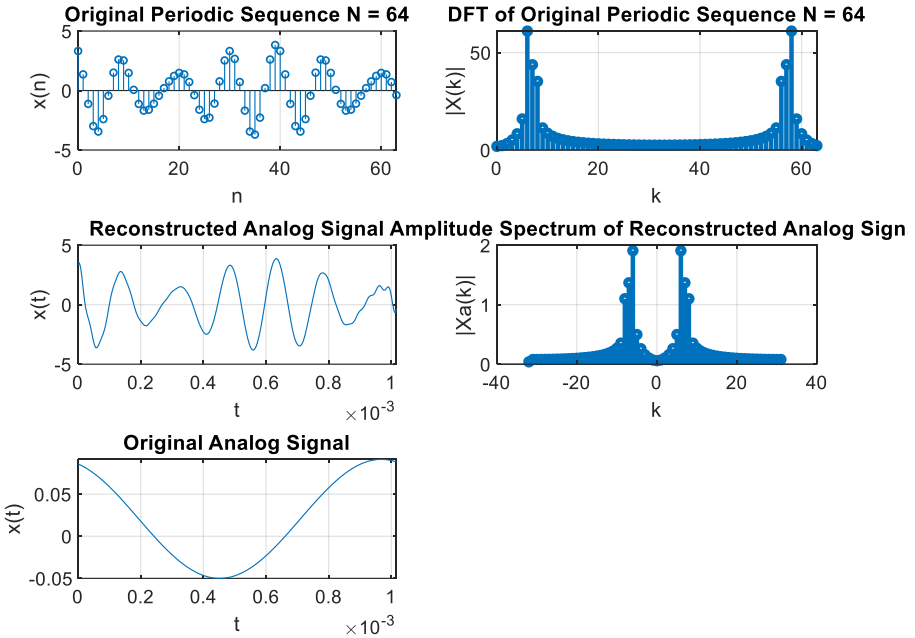 Original Periodic Sequence N = 64
5
0
-5
x(n)
0
20
40
60
n
DFT of Original Periodic Sequence N = 64
50
0
|X(k)|
0
20
40
60
k
Reconstructed Analog Signal
5
0
-5
x(t)
0
0.2
0.4
0.6
0.8
1
t
×10-3
Amplitude Spectrum of Reconstructed Analog Sign
2
1
0
|Xa(k)|
-40
-20
0
20
40
k
Original Analog Signal
0.05
0
-0.05
x(t)
0
0.2
0.4
0.6
0.8
1
t
×10-3